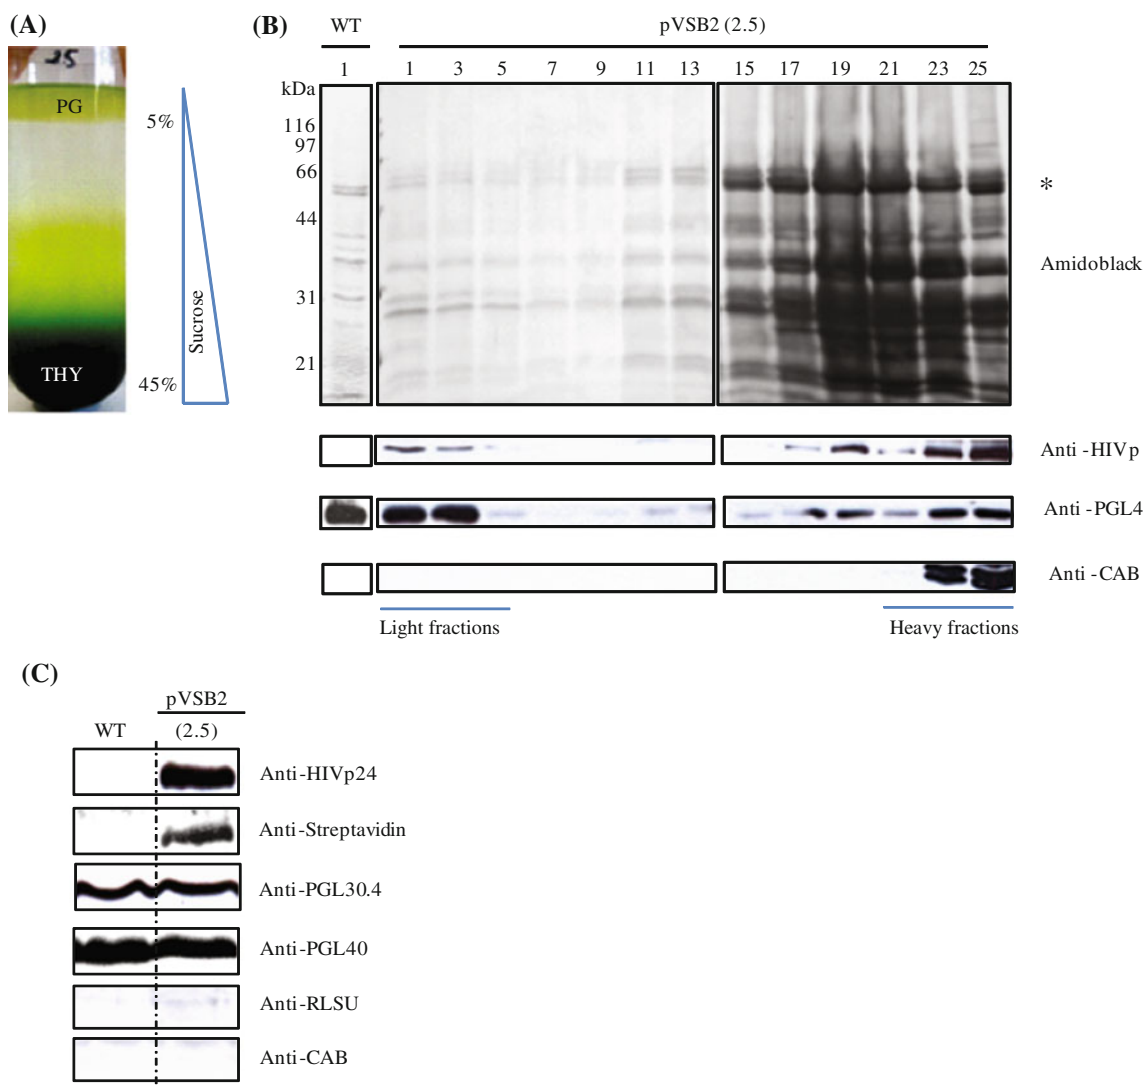 (A)
35
PG
5%
Sucrose
THY
45%
(B)
WT
pVSB2 (2.5)
1
1 3 5 7 9 11 13 15 17 19 21 23 25
kDa
116
97
66
44
31
21
*
Amidoblack
Anti -HIVp
Anti -PGL4
Anti -CAB
Light fractions
Heavy fractions
(C)
pVSB2
WT
(2.5)
Anti-HIVp24
Anti-Streptavidin
Anti-PGL30.4
Anti-PGL40
Anti-RLSU
Anti-CAB